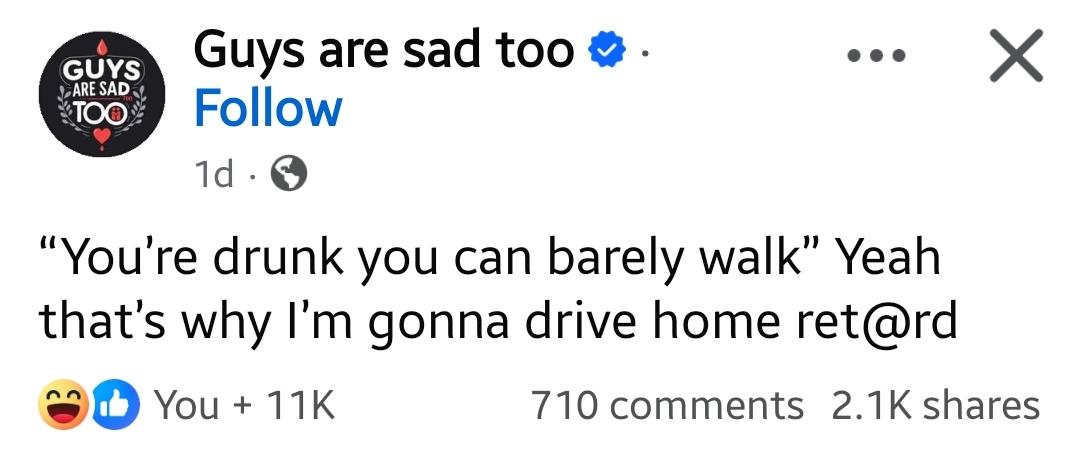 GUYS
ARE SAD
TOO
Guys are sad too ·
Follow
1d ·
“You’re drunk you can barely walk” Yeah
that’s why I’m gonna drive home ret@rd
You + 11K 710 comments 2.1K shares